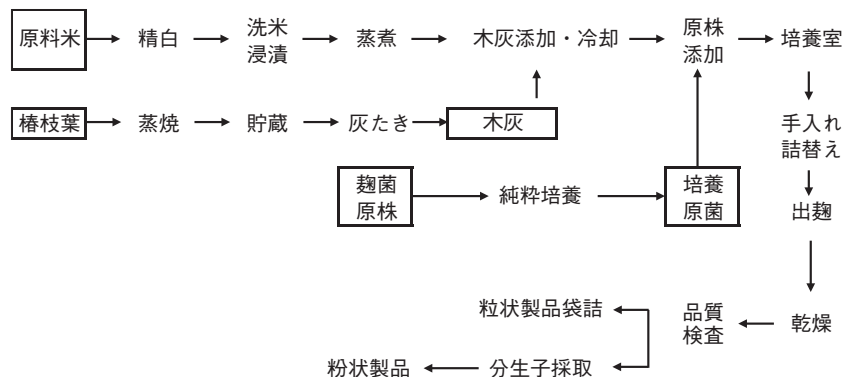 原料米
精白
洗米
浸漬
蒸煮
木灰添加・冷却
原株
添加
培養室
椿枝葉
蒸焼
貯蔵
灰たき
木灰
手入れ
詰替え
麹菌
原株
純粋培養
培養
原菌
出麹
粒状製品袋詰
品質
検査
乾燥
粉状製品
分生子採取